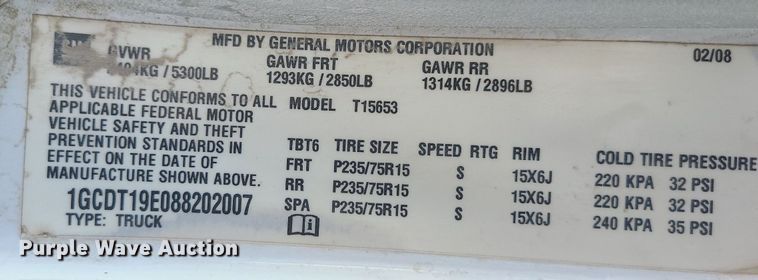 MFD BY GENERAL MOTORS CORPORATION 02/08
GVWR GAWR FRT GAWR RR
/ 5300LB 1293KG / 2850LB 1314KG / 2896LB
THIS VEHICLE CONFORMS TO ALL MODEL T15653
APPLICABLE FEDERAL MOTOR
VEHICLE SAFETY AND THEFT
PREVENTION STANDARDS IN
EFFECT ON THE DATE OF
MANUFACTURE SHOWN ABOVE.
1GCDT19E088202007
TYPE: TRUCK
TBT6 TIRE SIZE SPEED RTG RIM COLD TIRE PRESSURE
FRT P235/75R15 S 15X6J 220 KPA 32 PSI
RR P235/75R15 S 15X6J 220 KPA 32 PSI
SPA P235/75R15 S 15X6J 240 KPA 35 PSI
Purple Wave Auction